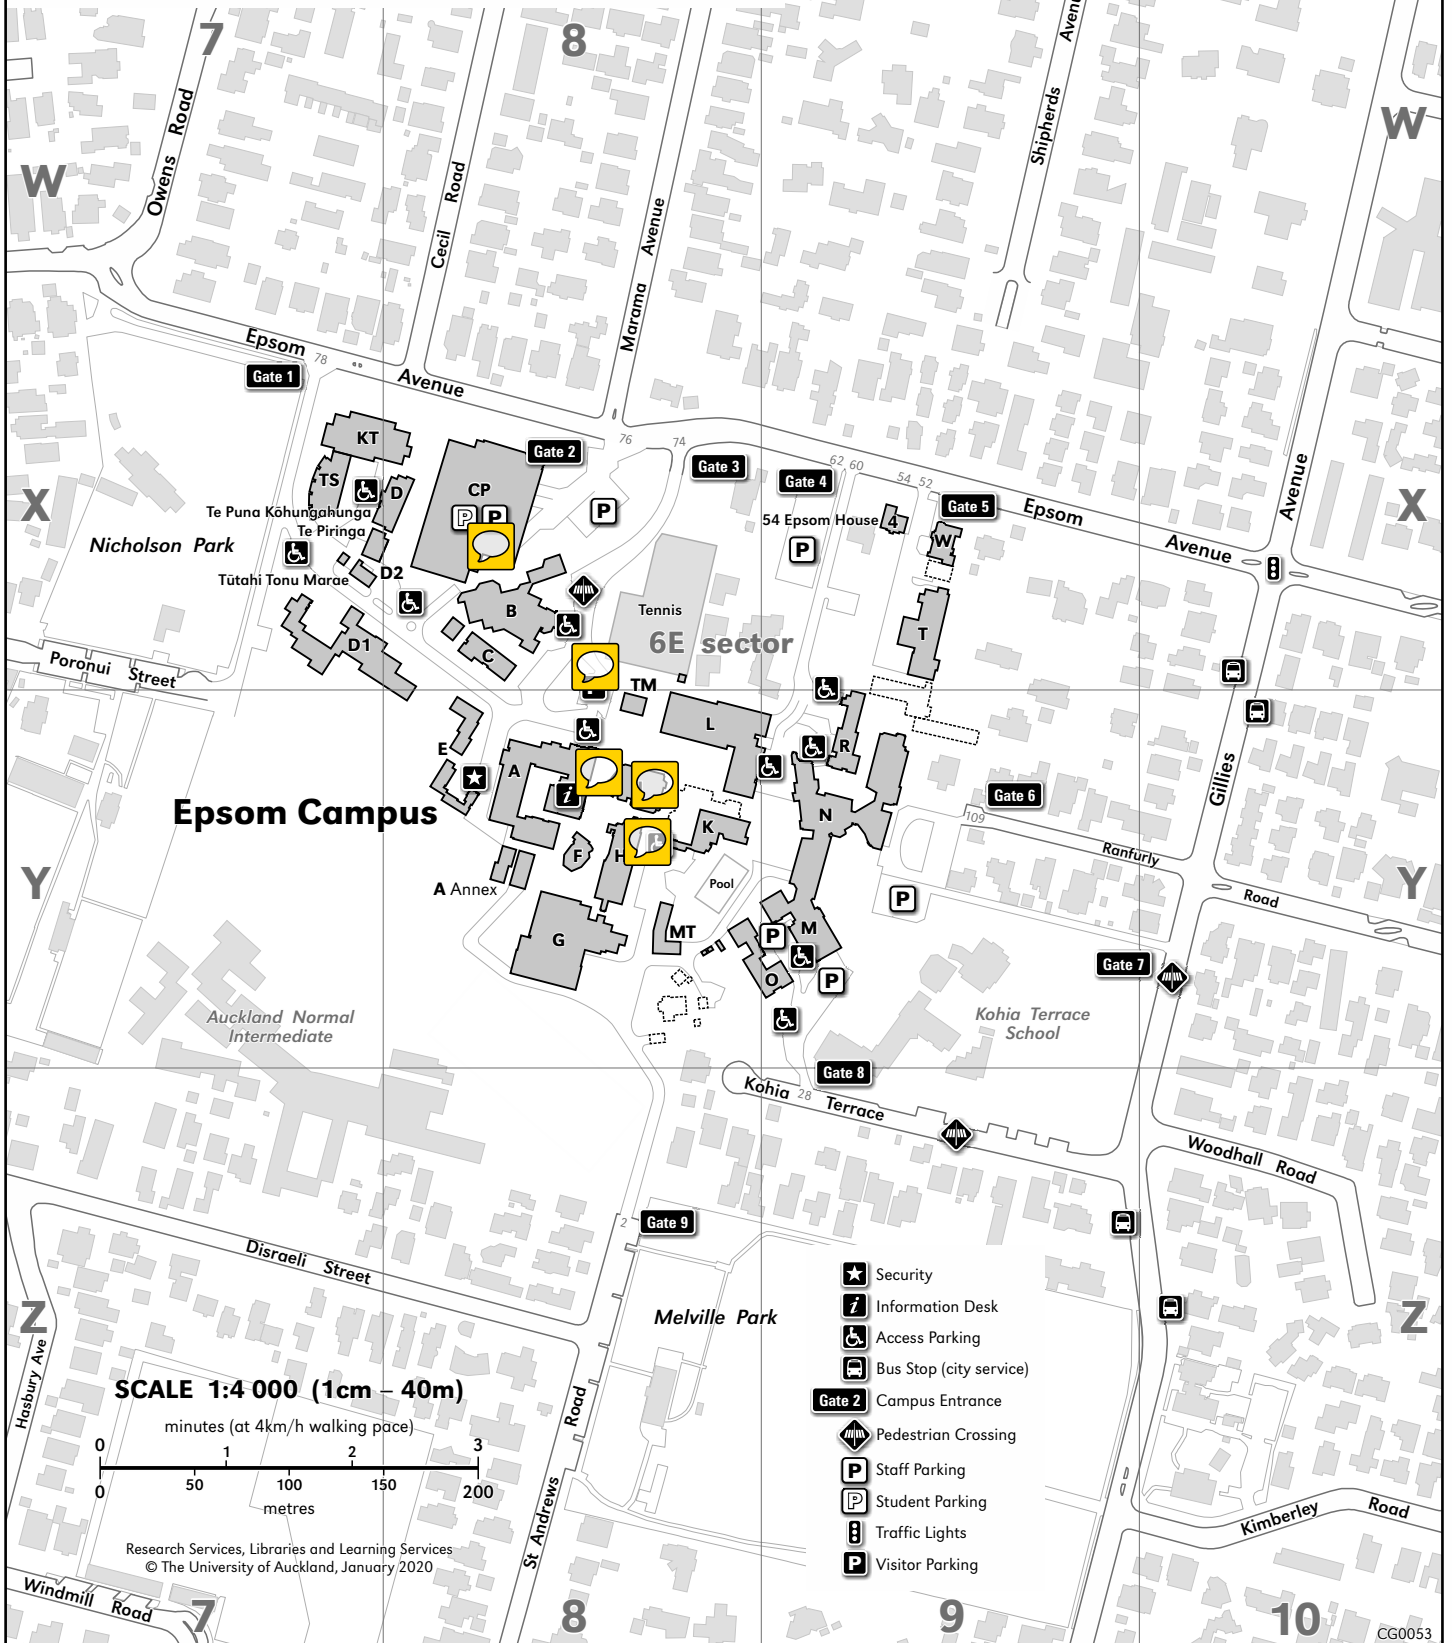 7
8
W
W
Owens Road
Cecil Road
Marama Avenue
Shipherds Avenu
Epsom
78
Avenue
Gate 1
KT
TS
D
CP
P
P
Gate 2
76
74
Gate 3
P
Gate 4
62 60
54 52
Gate 5
Epsom
Avenue
Avenue
X
X
Te Puna Kōhungahunga
Te Piringa
Nicholson Park
Tūtahi Tonu Marae
D2
54 Epsom House
4
W
P
B
Tennis
6E sector
T
D1
C
Poronui Street
TM
L
R
E
A
i
Epsom Campus
Gillies
Gate 6
109
Ranfurly
Road
N
K
F
H
Y
Y
A Annex
Pool
P
G
MT
P
M
O
P
Gate 7
Auckland Normal
Intermediate
Kohia Terrace
School
Gate 8
Kohia 28 Terrace
Woodhall Road
2
Gate 9
Disraeli Street
Melville Park
Z
Z
Hasbury Ave
Security
i Information Desk
Access Parking
Bus Stop (city service)
Gate 2 Campus Entrance
Pedestrian Crossing
P Staff Parking
P Student Parking
Traffic Lights
P Visitor Parking
SCALE 1:4 000 (1cm – 40m)
minutes (at 4km/h walking pace)
0 1 2 3
0 50 100 150 200
metres
St Andrews Road
Kimberley Road
Research Services, Libraries and Learning Services
© The University of Auckland, January 2020
Windmill Road
7
8
9
10
CG0053